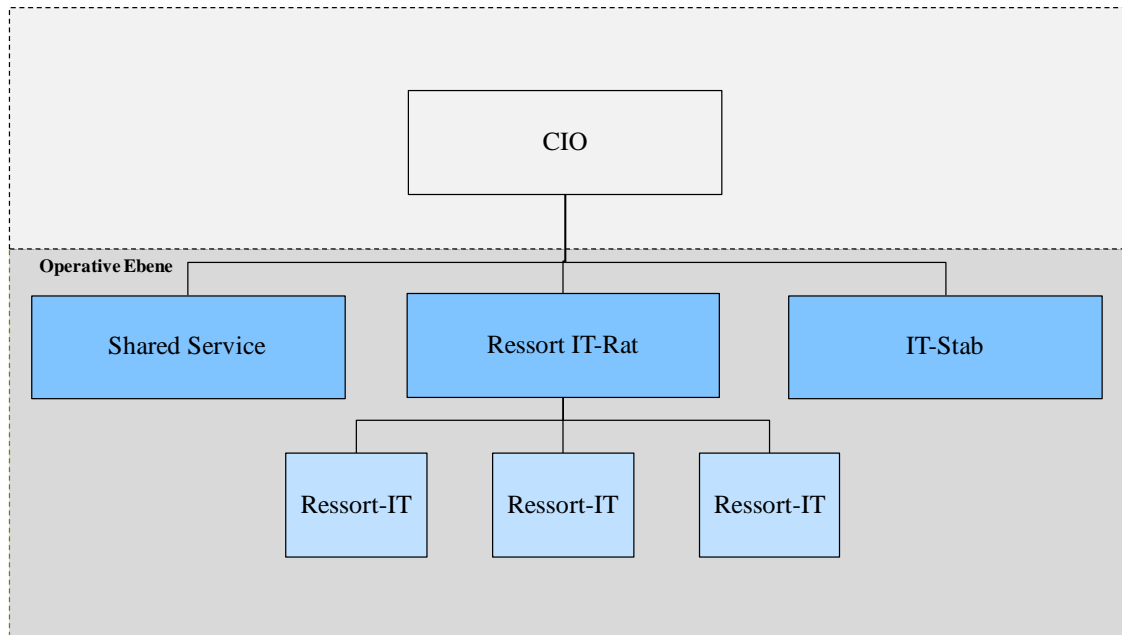 CIO
Operative Ebene
Shared Service
Ressort IT-Rat
IT-Stab
Ressort-IT
Ressort-IT
Ressort-IT